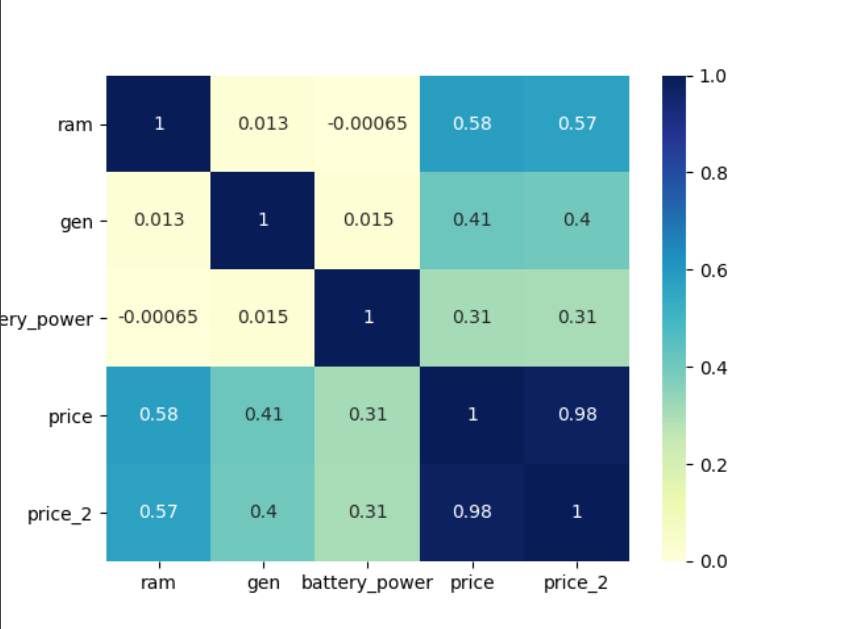 1.0
ram 1 0.013 -0.00065 0.58 0.57
0.8
gen 0.013 1 0.015 0.41 0.4
0.6
ery_power -0.00065 0.015 1 0.31 0.31
0.4
price 0.58 0.41 0.31 1 0.98
0.2
price_2 0.57 0.4 0.31 0.98 1
0.0
ram gen battery_power price price_2